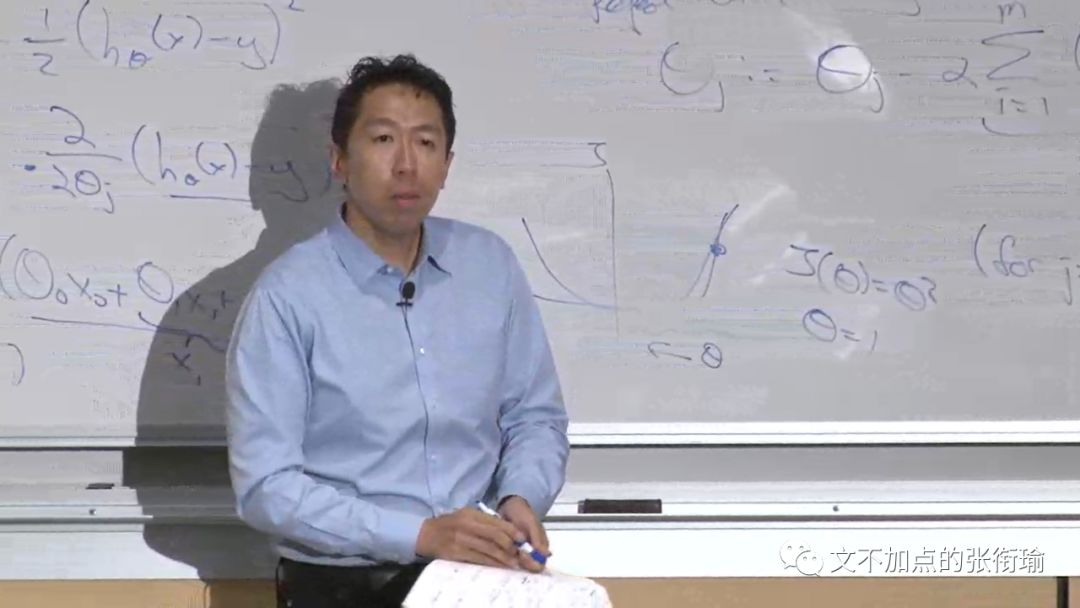 1/2 (hθ(x)-y)²
θj := θj - α Σ
m
i=1
∂/∂θj (hθ(x)-y)
J
(θ₀x₀+θ₁x₁+
x₁
J(θ)=θ²
θ=1
(for j
← θ
文不加点的张衔瑜